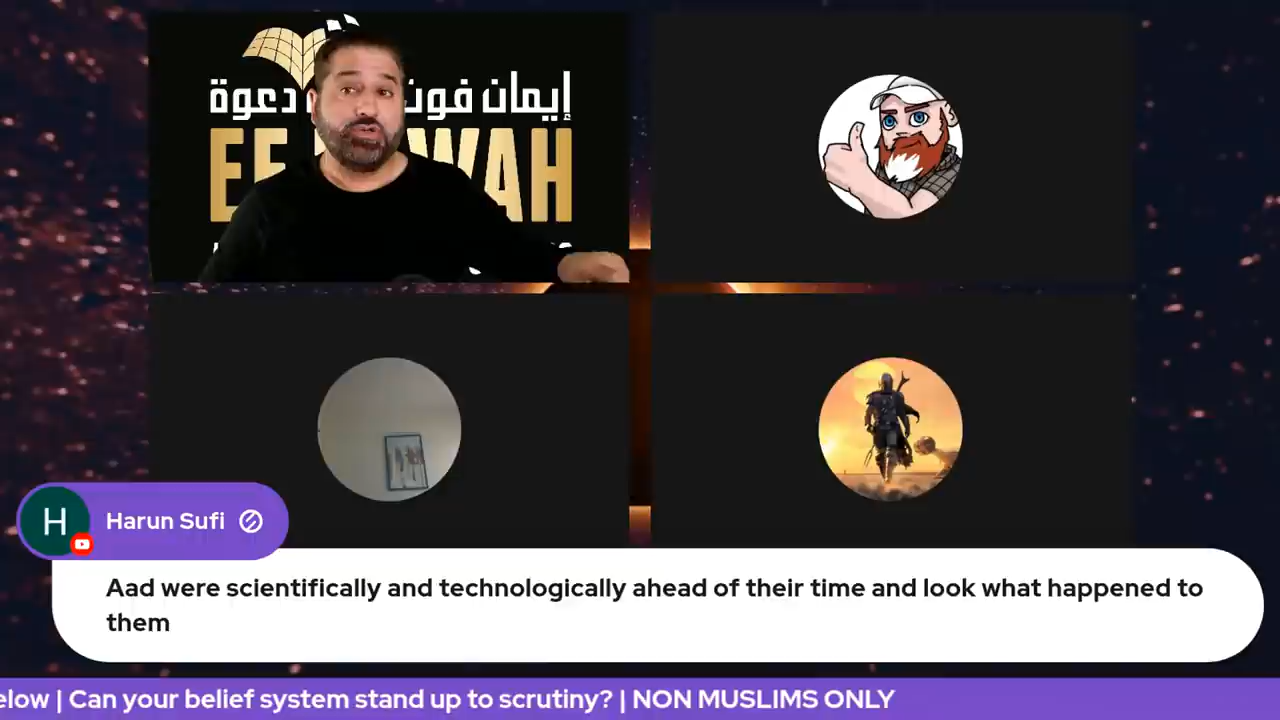 دعوة
فون
إيمان
EE
WAH
H
Harun Sufi
Aad were scientifically and technologically ahead of their time and look what happened to
them
elow | Can your belief system stand up to scrutiny? | NON MUSLIMS ONLY